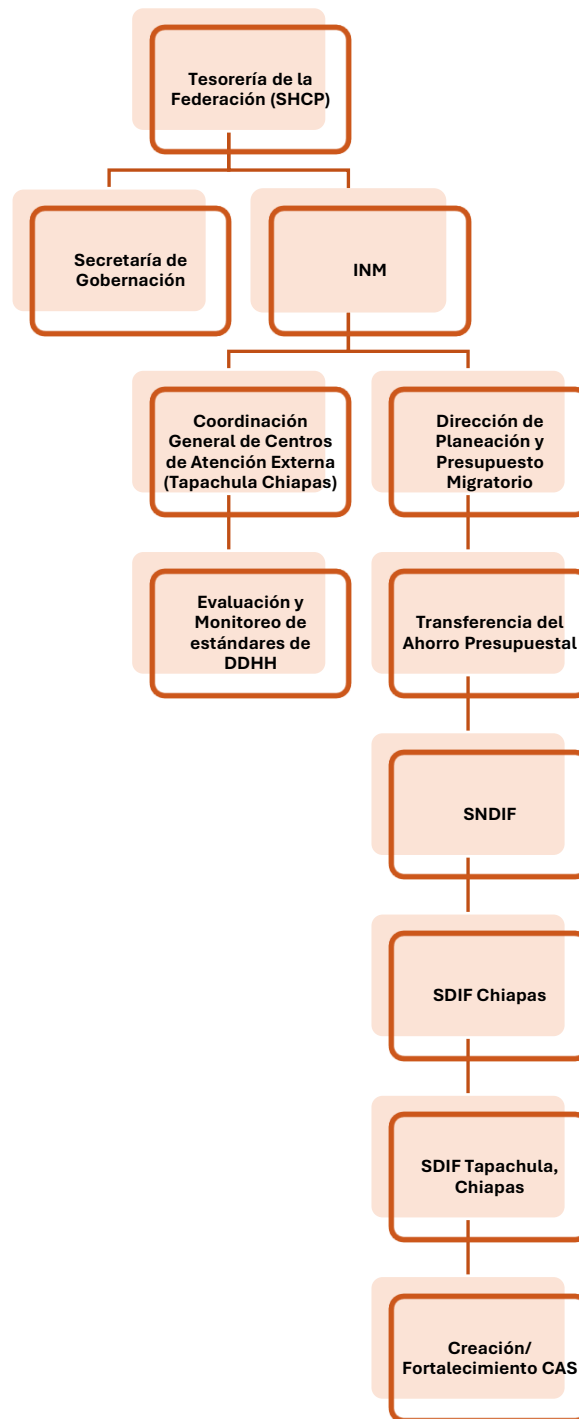 Tesorería de la
Federación (SHCP)
Secretaría de
Gobernación
INM
Coordinación
General de Centros
de Atención Externa
(Tapachula Chiapas)
Dirección de
Planeación y
Presupuesto
Migratorio
Evaluación y
Monitoreo de
estándares de
DDHH
Transferencia del
Ahorro Presupuestal
SNDIF
SDIF Chiapas
SDIF Tapachula,
Chiapas
Creación/
Fortalecimiento CAS